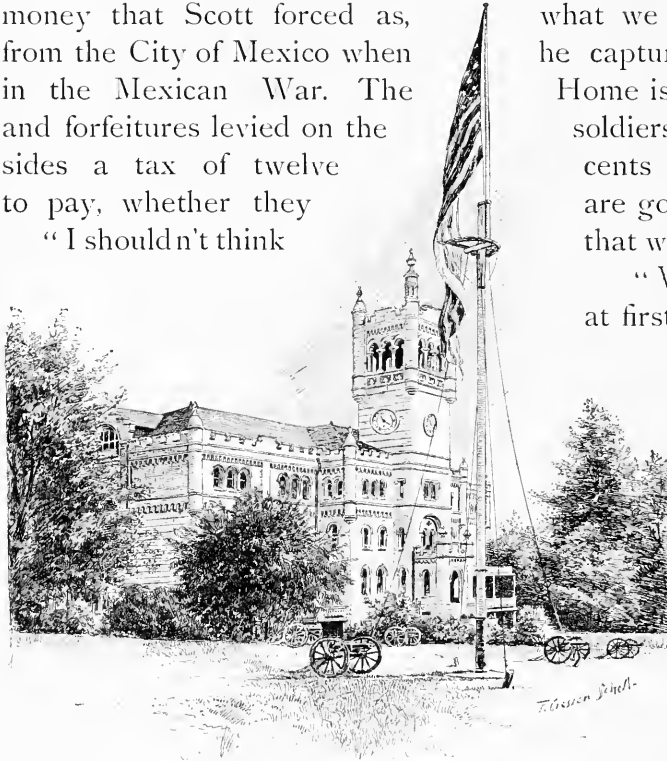 money that Scott forced as, what we
from the City of Mexico when he captur
in the Mexican War. The Home is
and forfeitures levied on the soldiers
sides a tax of twelve cents
to pay, whether they are go
“ I shouldn't think that w
“
at first
F. Cresson Schell